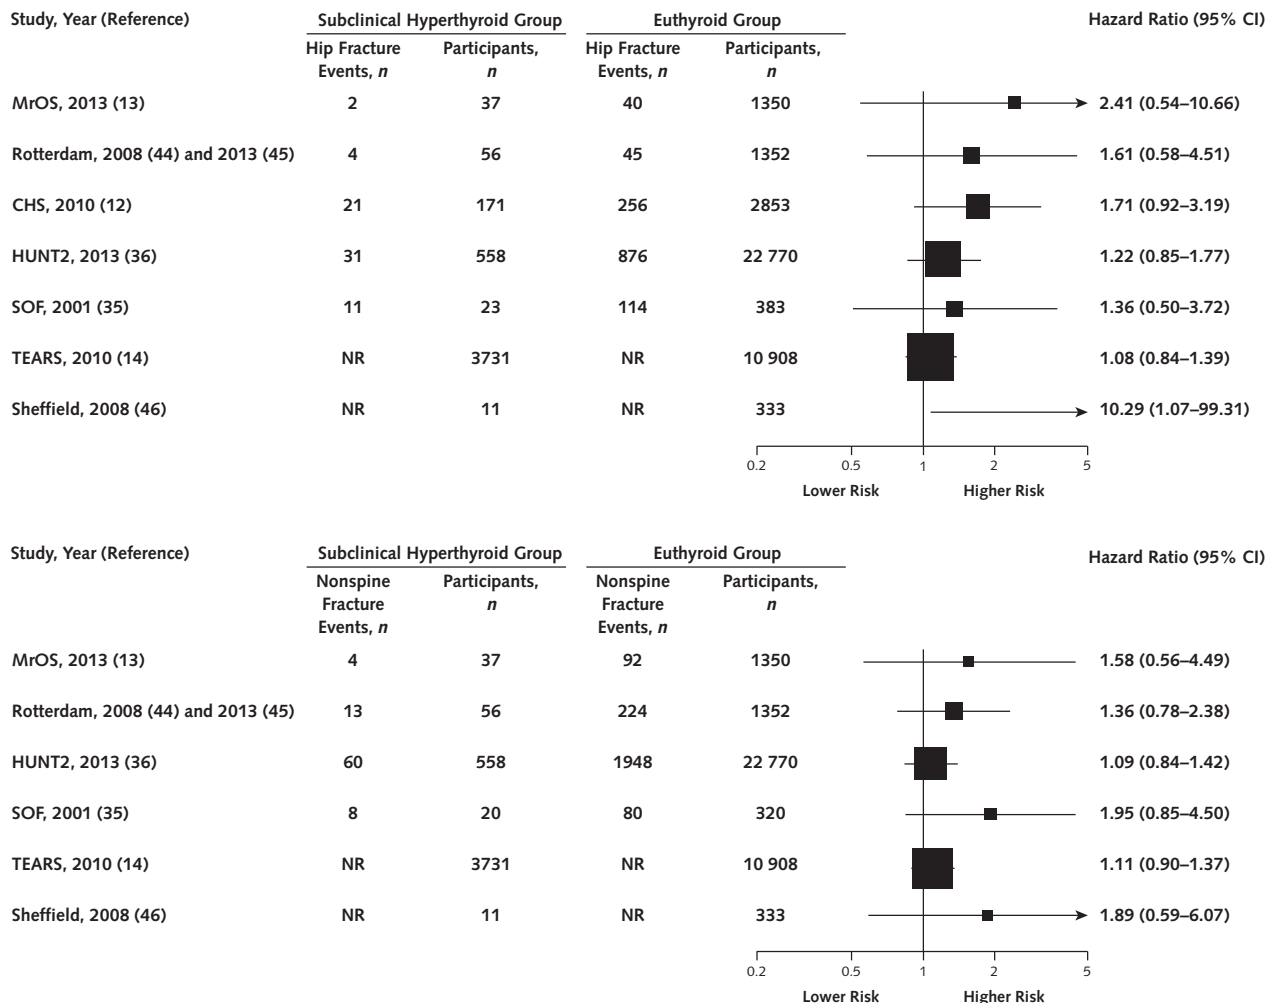 Study, Year (Reference) Subclinical Hyperthyroid Group Euthyroid Group Hazard Ratio (95% CI)
Hip Fracture Participants, Hip Fracture Participants,
Events, n n Events, n n
MrOS, 2013 (13) 2 37 40 1350 2.41 (0.54–10.66)
Rotterdam, 2008 (44) and 2013 (45) 4 56 45 1352 1.61 (0.58–4.51)
CHS, 2010 (12) 21 171 256 2853 1.71 (0.92–3.19)
HUNT2, 2013 (36) 31 558 876 22 770 1.22 (0.85–1.77)
SOF, 2001 (35) 11 23 114 383 1.36 (0.50–3.72)
TEARS, 2010 (14) NR 3731 NR 10 908 1.08 (0.84–1.39)
Sheffield, 2008 (46) NR 11 NR 333 10.29 (1.07–99.31)
0.2 0.5 1 2 5
Lower Risk Higher Risk
Study, Year (Reference) Subclinical Hyperthyroid Group Euthyroid Group Hazard Ratio (95% CI)
Nonspine Participants, Nonspine Participants,
Fracture n Fracture n
Events, n Events, n
MrOS, 2013 (13) 4 37 92 1350 1.58 (0.56–4.49)
Rotterdam, 2008 (44) and 2013 (45) 13 56 224 1352 1.36 (0.78–2.38)
HUNT2, 2013 (36) 60 558 1948 22 770 1.09 (0.84–1.42)
SOF, 2001 (35) 8 20 80 320 1.95 (0.85–4.50)
TEARS, 2010 (14) NR 3731 NR 10 908 1.11 (0.90–1.37)
Sheffield, 2008 (46) NR 11 NR 333 1.89 (0.59–6.07)
0.2 0.5 1 2 5
Lower Risk Higher Risk